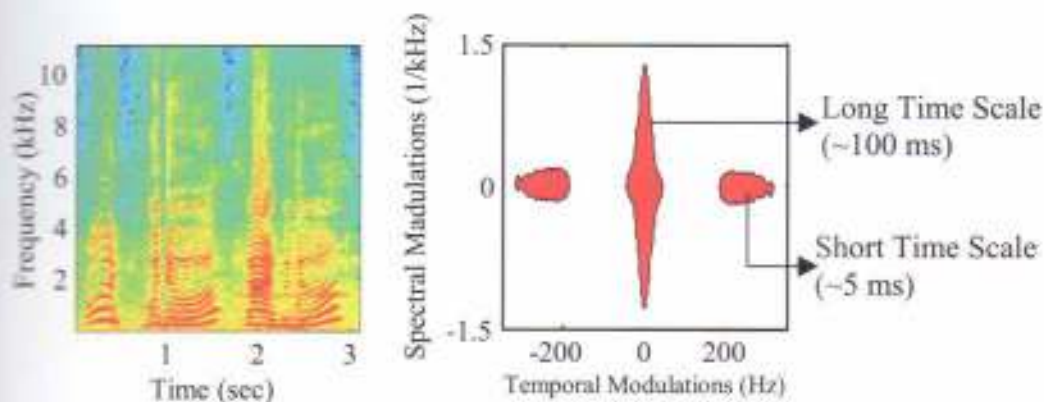 Frequency (kHz)
10
8
6
4
2
1
2
3
Time (sec)
Spectral Madulations (1/kHz)
1.5
0
-1.5
-200
0
200
Temporal Modulations (Hz)
Long Time Scale
(~100 ms)
Short Time Scale
(~5 ms)